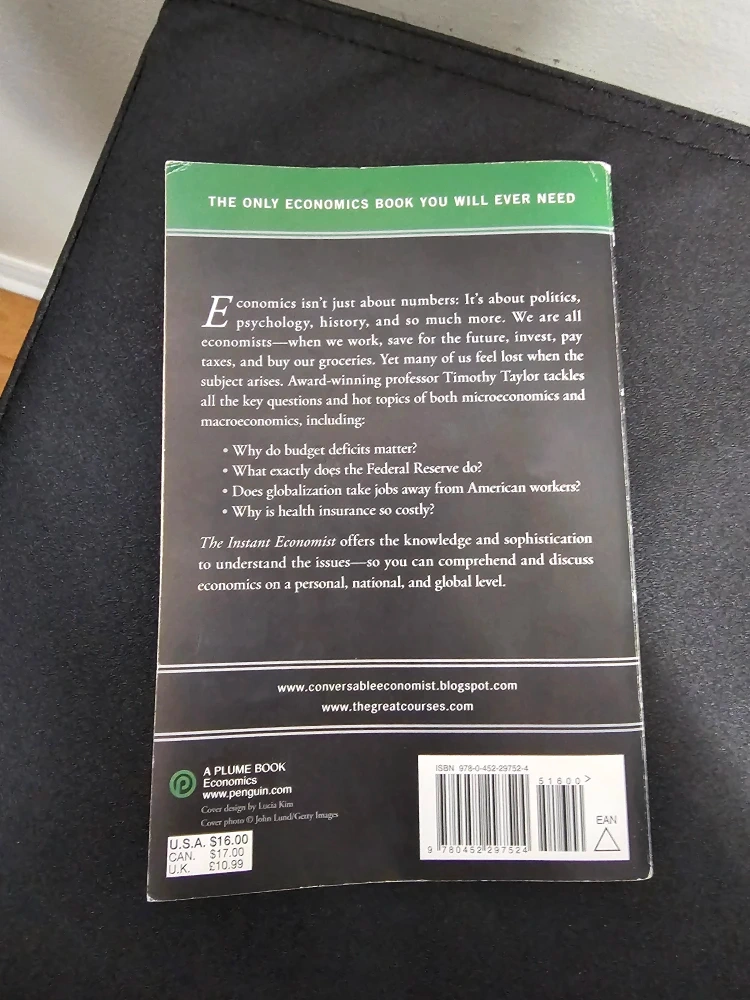 THE ONLY ECONOMICS BOOK YOU WILL EVER NEED
Economics isn't just about numbers: It's about politics,
psychology, history, and so much more. We are all
economists—when we work, save for the future, invest, pay
taxes, and buy our groceries. Yet many of us feel lost when the
subject arises. Award-winning professor Timothy Taylor tackles
all the key questions and hot topics of both microeconomics and
macroeconomics, including:
• Why do budget deficits matter?
• What exactly does the Federal Reserve do?
• Does globalization take jobs away from American workers?
• Why is health insurance so costly?
The Instant Economist offers the knowledge and sophistication
to understand the issues—so you can comprehend and discuss
economics on a personal, national, and global level.
www.conversableeconomist.blogspot.com
www.thegreatcourses.com
A PLUME BOOK
Economics
www.penguin.com
Cover design by Lucia Kim
Cover photo © John Lund/Getty Images
U.S.A. $16.00
CAN. $17.00
U.K. £10.99
ISBN 978-0-452-29752-4
51600>
EAN
9 780452 297524